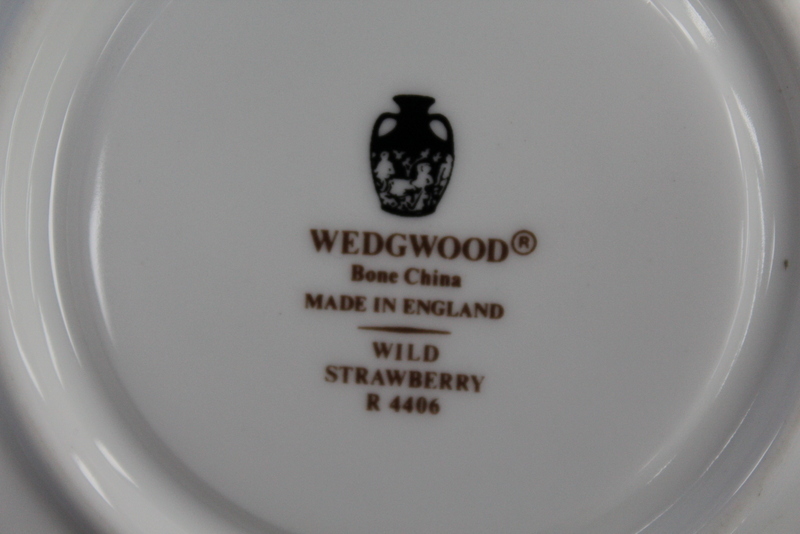 WEDGWOOD®
Bone China
MADE IN ENGLAND
WILD
STRAWBERRY
R 4406